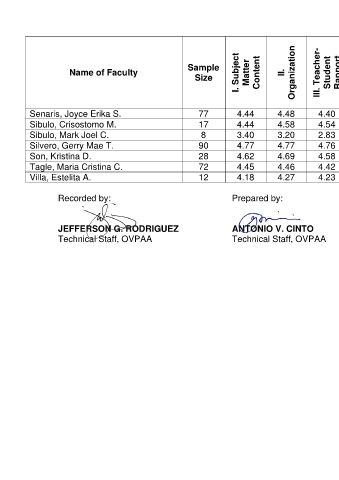 Name of Faculty Sample Size I. Subject Matter Content II. Organization III. Teacher-Student Rapport
Senaris, Joyce Erika S. 77 4.44 4.48 4.40
Sibulo, Crisostomo M. 17 4.44 4.58 4.54
Sibulo, Mark Joel C. 8 3.40 3.20 2.83
Silvero, Gerry Mae T. 90 4.77 4.77 4.76
Son, Kristina D. 28 4.62 4.69 4.58
Tagle, Maria Cristina C. 72 4.45 4.46 4.42
Villa, Estelita A. 12 4.18 4.27 4.23
Recorded by: Prepared by:
JEFFERSON G. RODRIGUEZ ANTONIO V. CINTO
Technical Staff, OVPAA Technical Staff, OVPAA